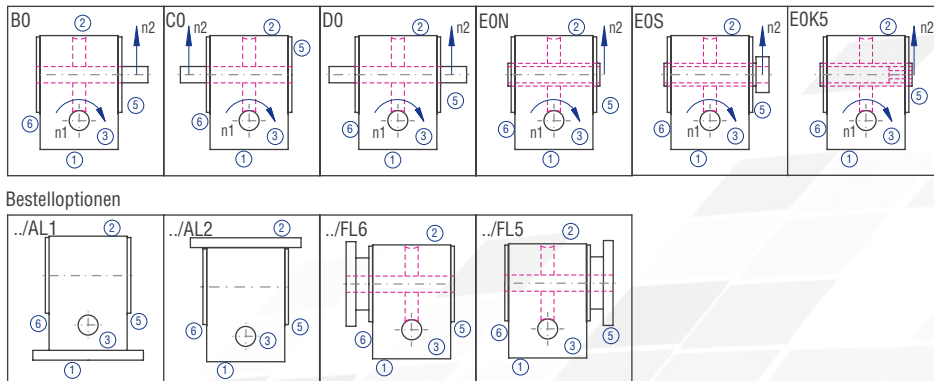 B0 2 n2 5 6 n1 3 1
C0 2 n2 5 6 n1 3 1
D0 2 n2 5 6 n1 3 1
E0N 2 n2 5 6 n1 3 1
E0S 2 n2 5 6 n1 3 1
E0K5 2 n2 5 6 n1 3 1
Bestelloptionen
../AL1 2 6 5 3 1
../AL2 2 6 5 3 1
../FL6 2 6 5 3 1
../FL5 2 6 5 3 1